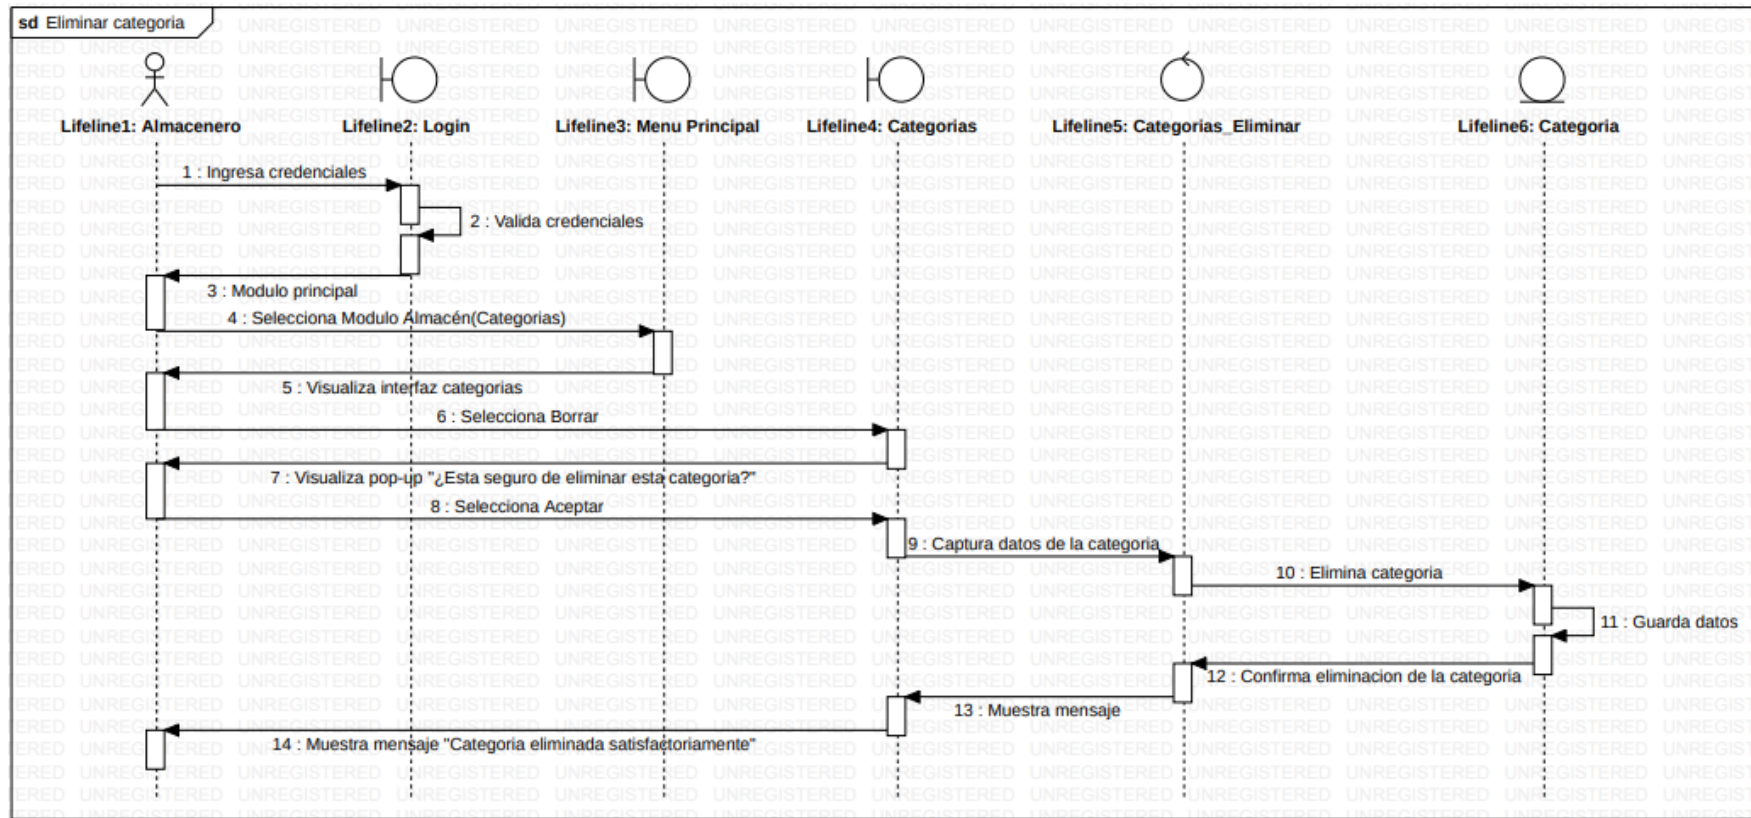 sd Eliminar categoria
Lifeline1: Almacenero
Lifeline2: Login
Lifeline3: Menu Principal
Lifeline4: Categorias
Lifeline5: Categorias_Eliminar
Lifeline6: Categoria
1 : Ingresa credenciales
2 : Valida credenciales
3 : Modulo principal
4 : Selecciona Modulo Almacén(Categorias)
5 : Visualiza interfaz categorias
6 : Selecciona Borrar
7 : Visualiza pop-up "¿Esta seguro de eliminar esta categoria?"
8 : Selecciona Aceptar
9 : Captura datos de la categoria
10 : Elimina categoria
11 : Guarda datos
12 : Confirma eliminacion de la categoria
13 : Muestra mensaje
14 : Muestra mensaje "Categoria eliminada satisfactoriamente"
UNREGISTERED